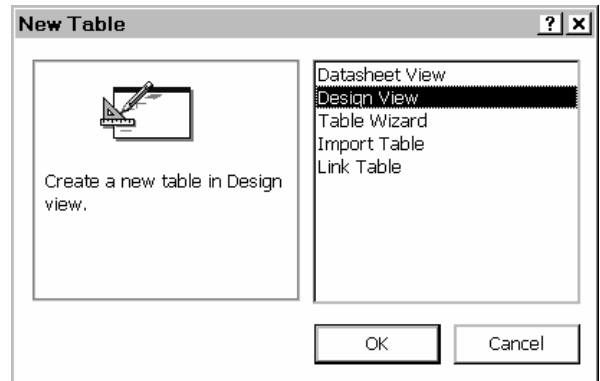 New Table
Create a new table in Design
view.
Datasheet View
Design View
Table Wizard
Import Table
Link Table
OK
Cancel